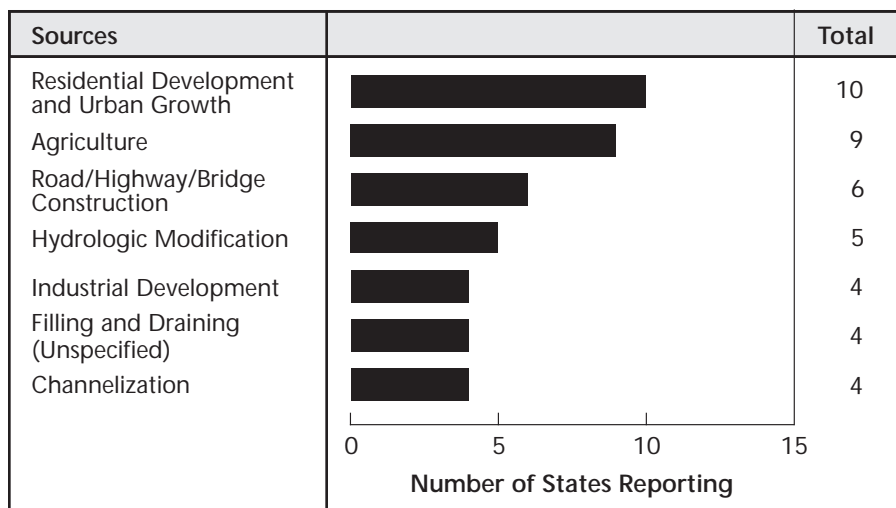 Sources Total
Residential Development
and Urban Growth 10
Agriculture 9
Road/Highway/Bridge
Construction 6
Hydrologic Modification 5
Industrial Development 4
Filling and Draining
(Unspecified) 4
Channelization 4
0 5 10 15
Number of States Reporting